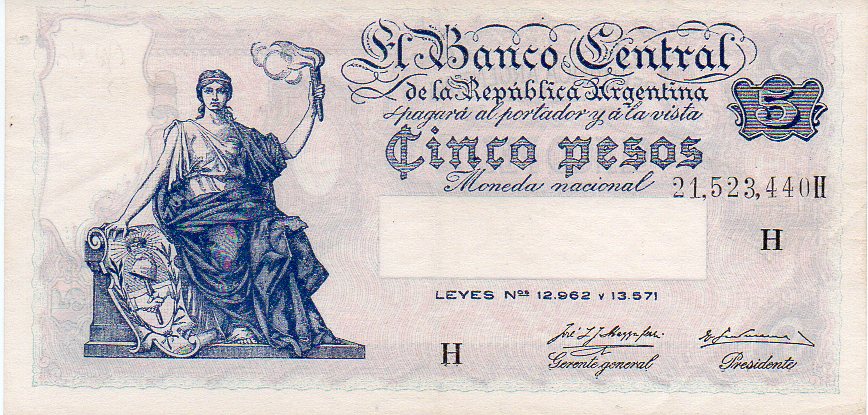 El Banco Central
de la República Argentina
pagará al portador y á la vista
5
Cinco pesos
Moneda nacional
21,523,440H
H
LEYES Nos 12.962 Y 13.571
H
Gerente general
Presidente